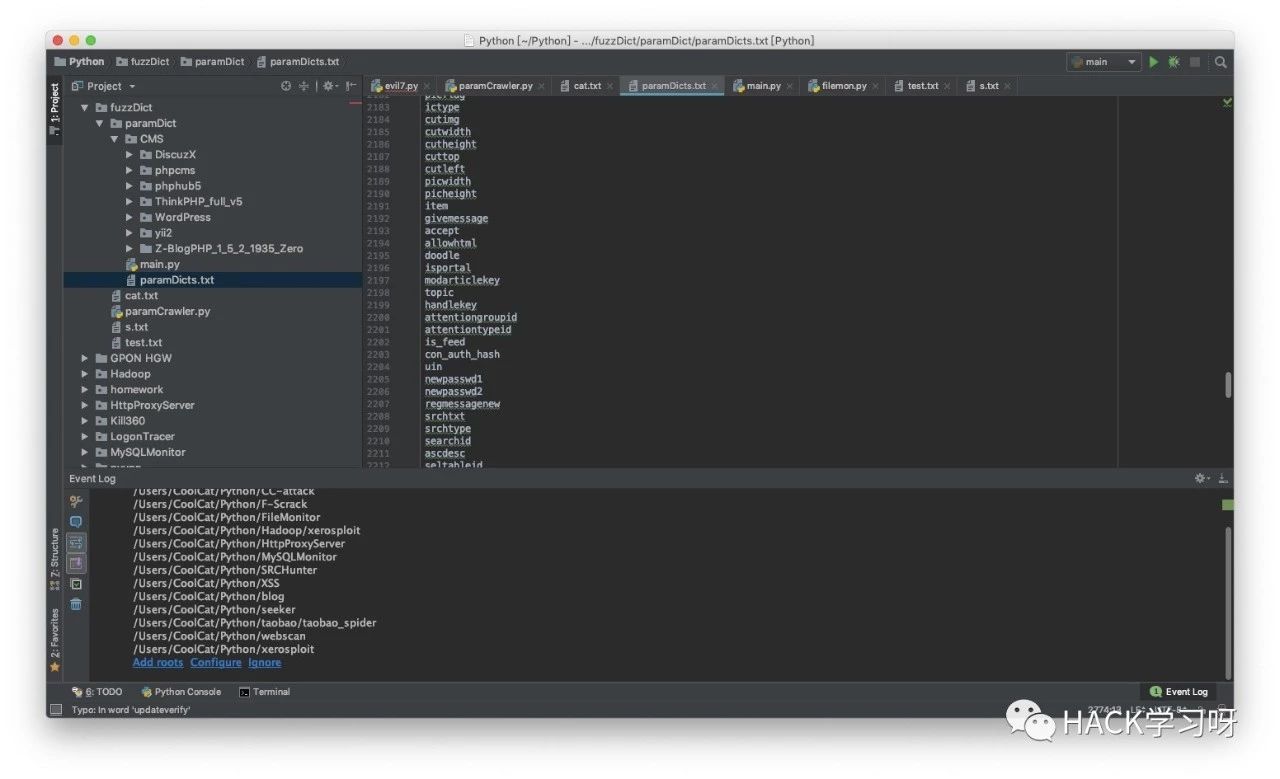 Python [~/Python] - .../fuzzDict/paramDict/paramDicts.txt [Python]
Python fuzzDict paramDict paramDicts.txt main
1: Project
Project
evil7.py paramCrawler.py cat.txt paramDicts.txt main.py filemon.py test.txt s.txt
fuzzDict
paramDict
CMS
DiscuzX
phpcms
phphub5
ThinkPHP_full_v5
WordPress
yii2
Z-BlogPHP_1_5_2_1935_Zero
main.py
paramDicts.txt
cat.txt
paramCrawler.py
s.txt
test.txt
GPON HGW
Hadoop
homework
HttpProxyServer
Kill360
LogonTracer
MySQLMonitor
2183 ictype
2184 cutimg
2185 cutwidth
2186 cutheight
2187 cuttop
2188 cutleft
2189 picwidth
2190 picheight
2191 item
2192 givemessage
2193 accept
2194 allowhtml
2195 doodle
2196 isportal
2197 modarticlekey
2198 topic
2199 handlekey
2200 attentiongroupid
2201 attentiontypeid
2202 is_feed
2203 con_auth_hash
2204 uin
2205 newpasswd1
2206 newpasswd2
2207 regmessagenew
2208 srchtxt
2209 srchtype
2210 searchid
2211 ascdesc
2212 seltableid
Event Log
/Users/CoolCat/Python/CC-attack
/Users/CoolCat/Python/F-Scrack
/Users/CoolCat/Python/FileMonitor
/Users/CoolCat/Python/Hadoop/xerosploit
/Users/CoolCat/Python/HttpProxyServer
/Users/CoolCat/Python/MySQLMonitor
/Users/CoolCat/Python/SRCHunter
/Users/CoolCat/Python/XSS
/Users/CoolCat/Python/blog
/Users/CoolCat/Python/seeker
/Users/CoolCat/Python/taobao/taobao_spider
/Users/CoolCat/Python/webscan
/Users/CoolCat/Python/xerosploit
Add roots Configure Ignore
7: Structure
2: Favorites
6: TODO Python Console Terminal 1 Event Log
Typo: In word 'updateverify'
HACK学习呀